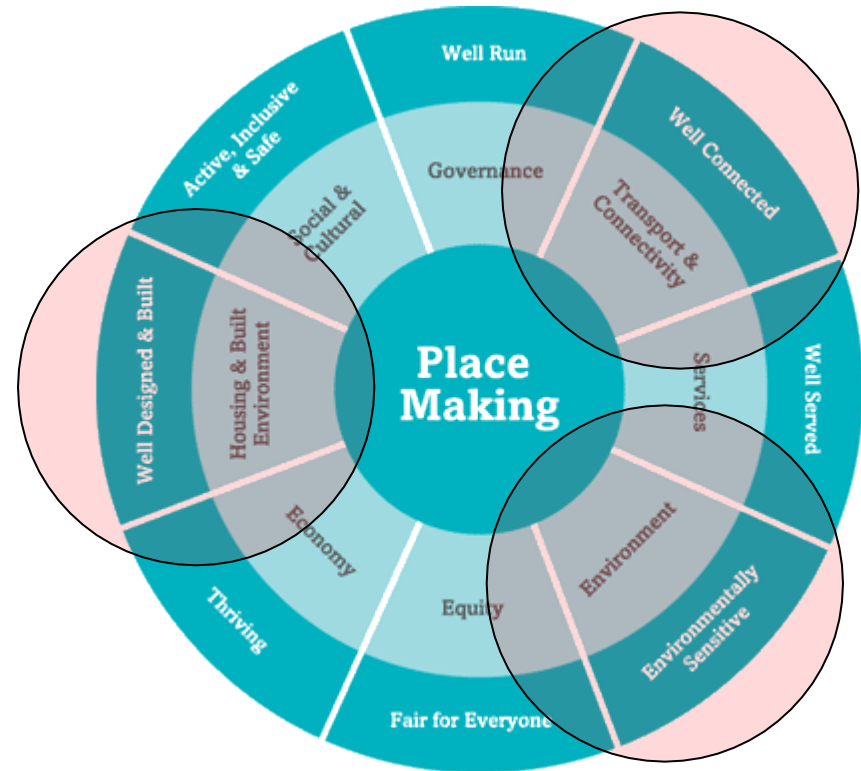 Place
Making
Well Run
Governance
Well Connected
Transport &
Connectivity
Well Served
Services
Environmentally
Sensitive
Environment
Fair for Everyone
Equity
Thriving
Economy
Well Designed & Built
Housing & Built
Environment
Active, Inclusive
& Safe
Social &
Cultural